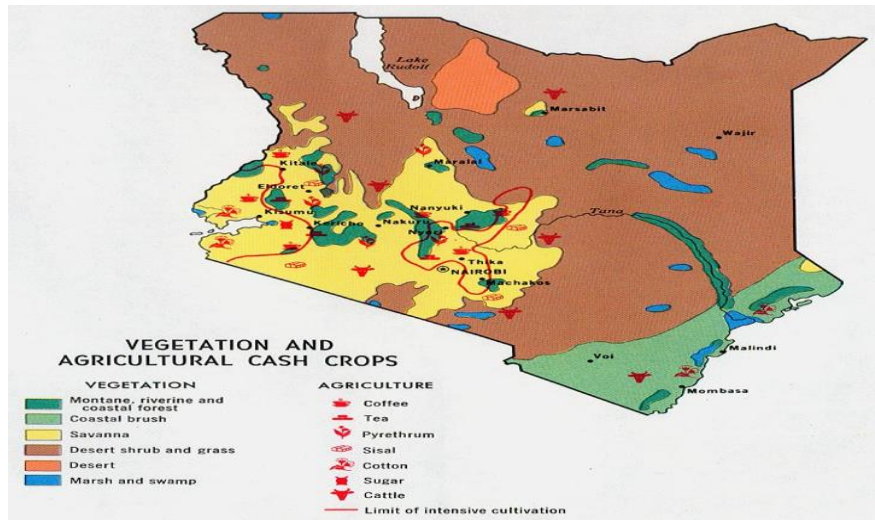 Lake
Rudolf
Marsabit
Wajir
Kitale
Maralal
Eldoret
Nanyuki
Tana
Kisumu
Kericho
Nakuru
Nyeri
Thika
NAIROBI
Machakos
Malindi
Voi
Mombasa
VEGETATION AND
AGRICULTURAL CASH CROPS
VEGETATION
Montane, riverine and
coastal forest
Coastal brush
Savanna
Desert shrub and grass
Desert
Marsh and swamp
AGRICULTURE
Coffee
Tea
Pyrethrum
Sisal
Cotton
Sugar
Cattle
Limit of intensive cultivation